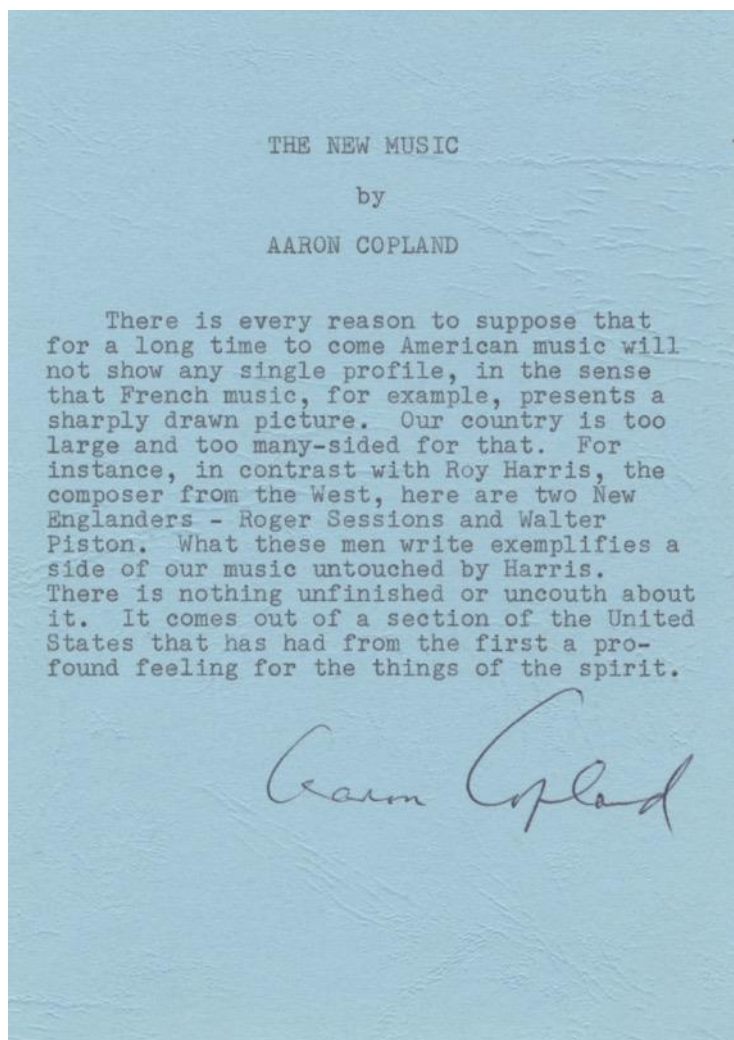 THE NEW MUSIC
by
AARON COPLAND
There is every reason to suppose that
for a long time to come American music will
not show any single profile, in the sense
that French music, for example, presents a
sharply drawn picture.  Our country is too
large and too many-sided for that.  For
instance, in contrast with Roy Harris, the
composer from the West, here are two New
Englanders - Roger Sessions and Walter
Piston.  What these men write exemplifies a
side of our music untouched by Harris.
There is nothing unfinished or uncouth about
it.  It comes out of a section of the United
States that has had from the first a pro-
found feeling for the things of the spirit.
Aaron Copland